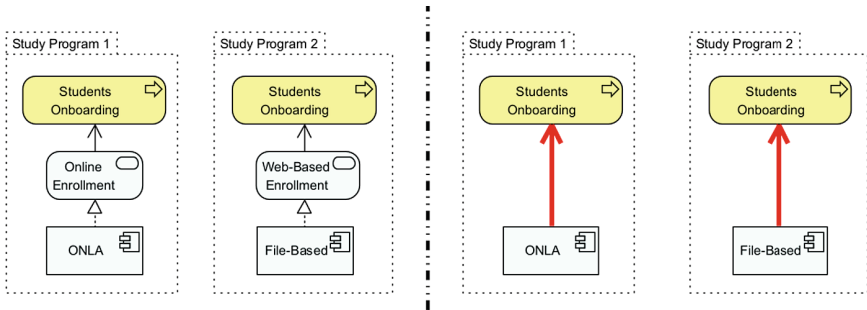 Study Program 1
Students
Onboarding
Online
Enrollment
ONLA
Study Program 2
Students
Onboarding
Web-Based
Enrollment
File-Based
Study Program 1
Students
Onboarding
ONLA
Study Program 2
Students
Onboarding
File-Based